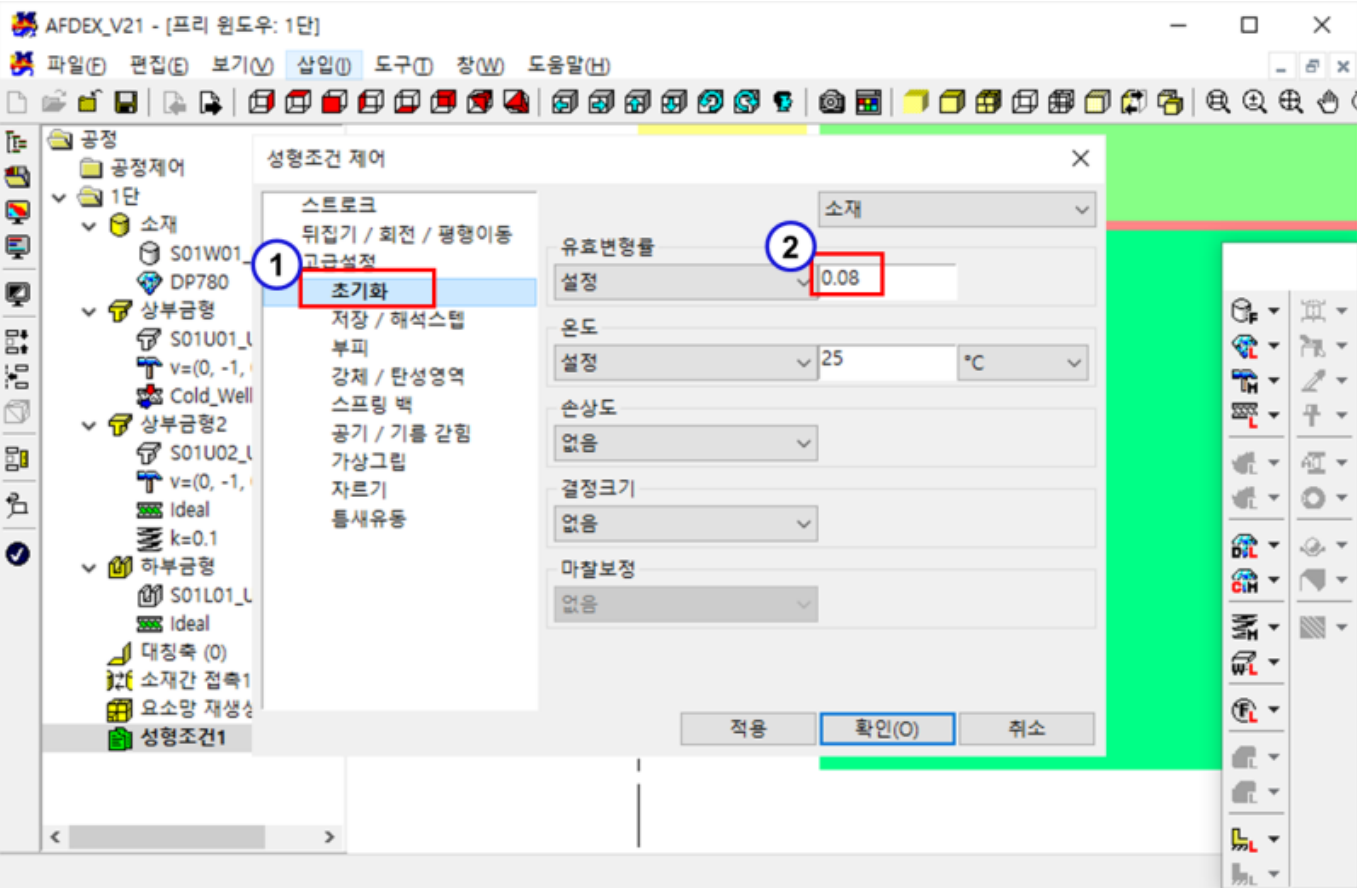 AFDEX_V21 - [프리 윈도우: 1단]
파일(F) 편집(E) 보기(V) 삽입(I) 도구(T) 창(W) 도움말(H)
공정
공정제어
1단
소재
S01W01_
DP780
상부금형
S01U01_U
v=(0, -1,
Cold_Well
상부금형2
S01U02_U
v=(0, -1,
Ideal
k=0.1
하부금형
S01L01_U
Ideal
대칭축 (0)
소재간 접촉1
요소망 재생성
성형조건1
성형조건 제어
스트로크
뒤집기 / 회전 / 평행이동
고급설정
1
초기화
저장 / 해석스텝
부피
강체 / 탄성영역
스프링 백
공기 / 기름 갇힘
가상그립
자르기
틈새유동
소재
유효변형률
2
설정
0.08
온도
설정
25
°C
손상도
없음
결정크기
없음
마찰보정
없음
적용
확인(O)
취소